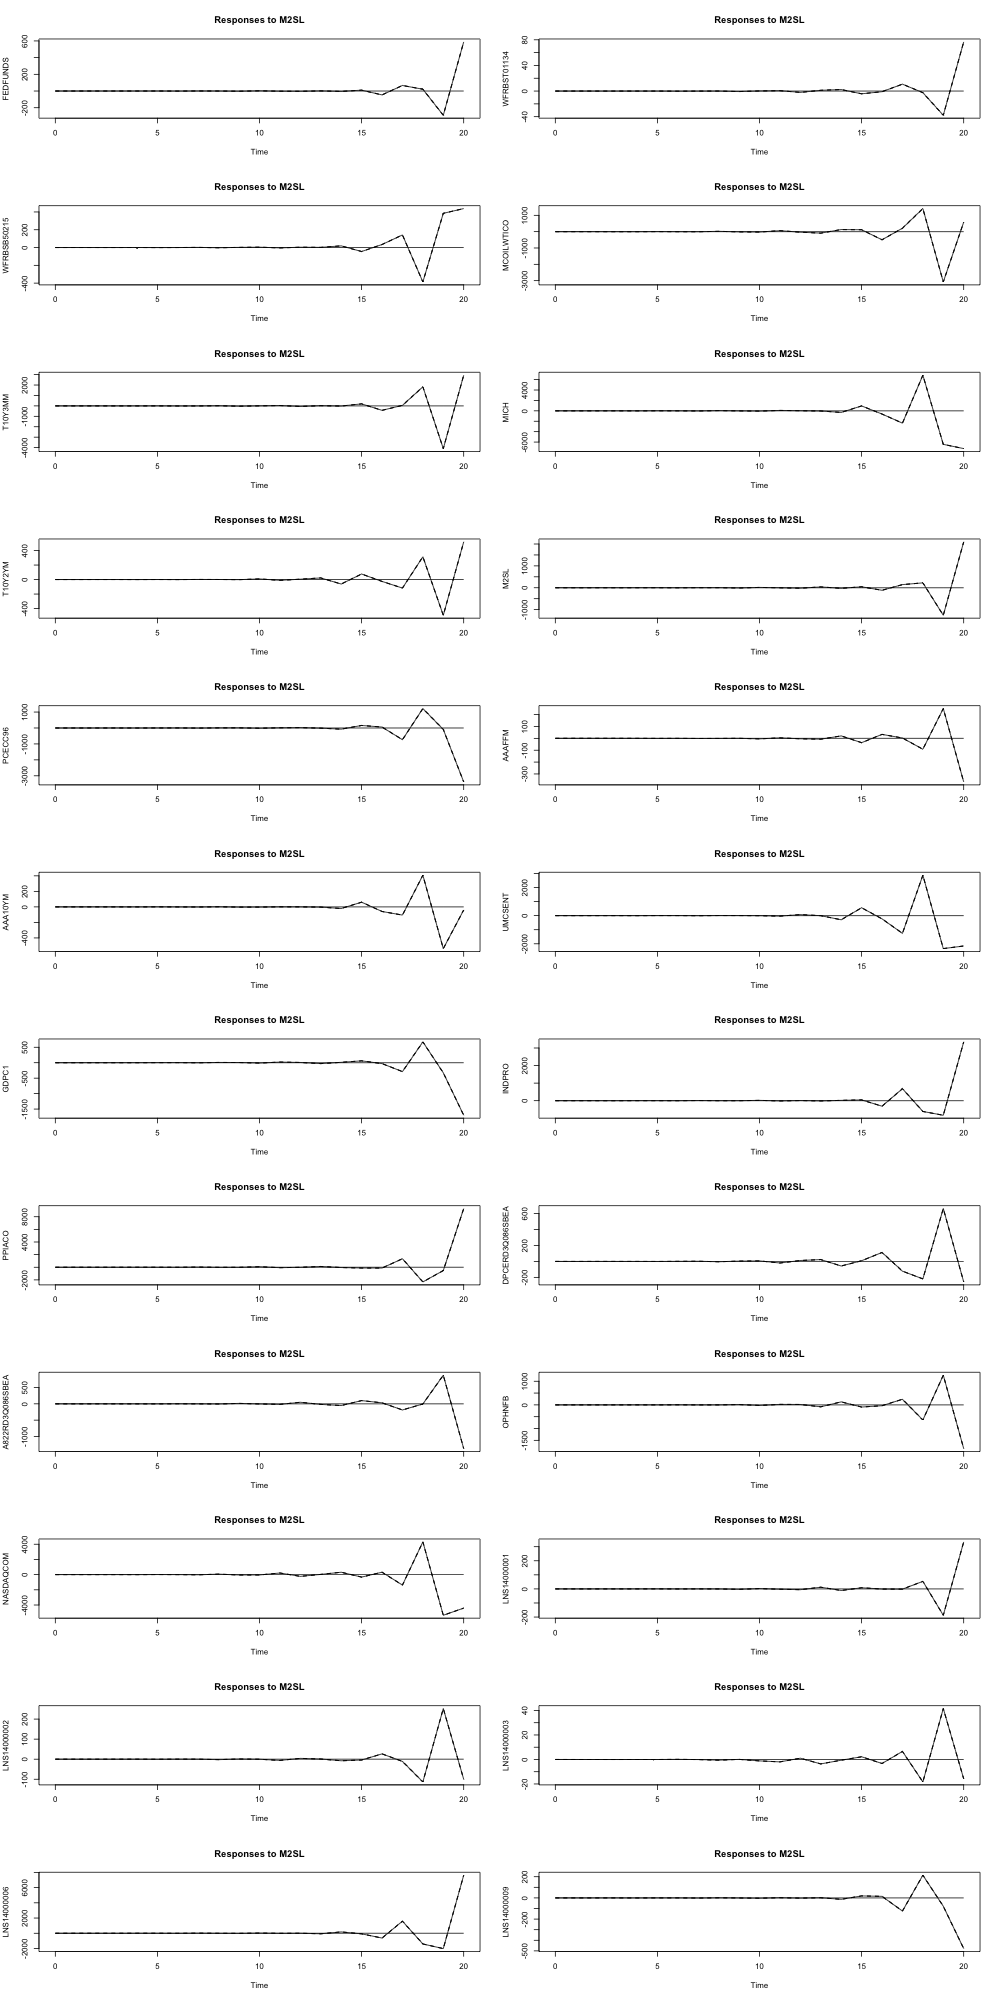 Responses to M2SL
FEDFUNDS
-200 200 600
0 5 10 15 20
Time
Responses to M2SL
WFRBST01134
-40 0 40 80
0 5 10 15 20
Time
Responses to M2SL
WFRBSB50215
-400 0 200
0 5 10 15 20
Time
Responses to M2SL
MCOILWTICO
-3000 -1000 1000
0 5 10 15 20
Time
Responses to M2SL
T10Y3MM
-4000 -1000 2000
0 5 10 15 20
Time
Responses to M2SL
MICH
-6000 0 4000
0 5 10 15 20
Time
Responses to M2SL
T10Y2YM
-400 0 400
0 5 10 15 20
Time
Responses to M2SL
M2SL
-1000 0 1000
0 5 10 15 20
Time
Responses to M2SL
PCECC96
-3000 -1000 1000
0 5 10 15 20
Time
Responses to M2SL
AAAFFM
-300 -100 100
0 5 10 15 20
Time
Responses to M2SL
AAA10YM
-400 0 200
0 5 10 15 20
Time
Responses to M2SL
UMCSENT
-2000 0 2000
0 5 10 15 20
Time
Responses to M2SL
GDPC1
-1500 -500 500
0 5 10 15 20
Time
Responses to M2SL
INDPRO
0 2000
0 5 10 15 20
Time
Responses to M2SL
PPIACO
-2000 4000 8000
0 5 10 15 20
Time
Responses to M2SL
DPCERD3Q086SBEA
-200 200 600
0 5 10 15 20
Time
Responses to M2SL
A822RD3Q086SBEA
-1000 0 500
0 5 10 15 20
Time
Responses to M2SL
OPHNFB
-1500 0 1000
0 5 10 15 20
Time
Responses to M2SL
NASDAQCOM
-4000 0 4000
0 5 10 15 20
Time
Responses to M2SL
LNS14000001
-200 0 200
0 5 10 15 20
Time
Responses to M2SL
LNS14000002
-100 0 100 200
0 5 10 15 20
Time
Responses to M2SL
LNS14000003
-20 0 20 40
0 5 10 15 20
Time
Responses to M2SL
LNS14000006
-2000 2000 6000
0 5 10 15 20
Time
Responses to M2SL
LNS14000009
-500 -200 0 200
0 5 10 15 20
Time